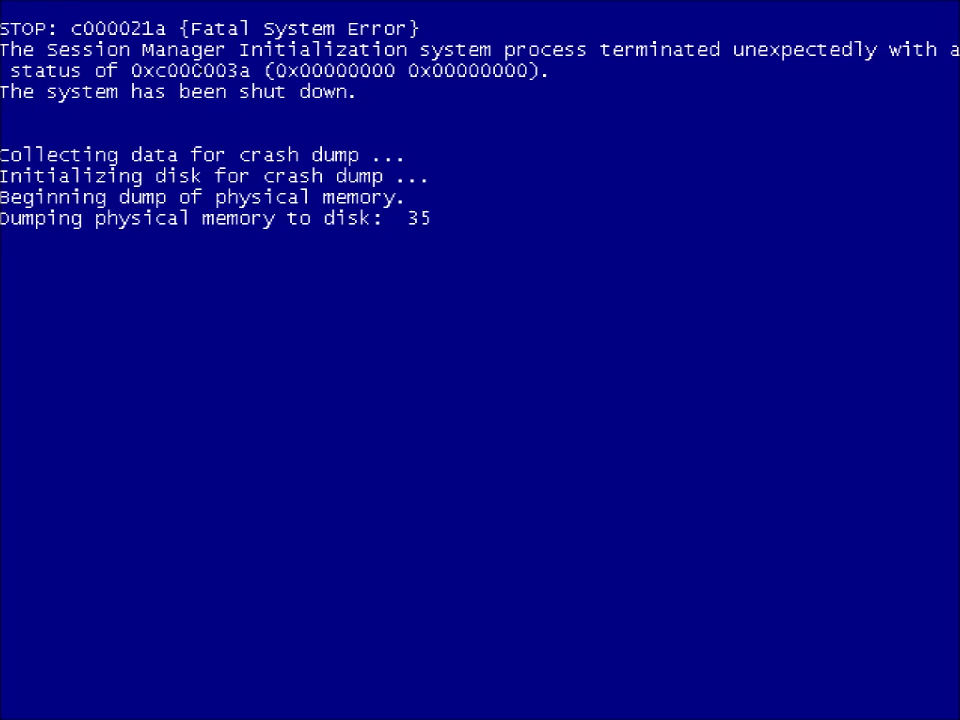 STOP: c000021a {Fatal System Error}
The Session Manager Initialization system process terminated unexpectedly with a
status of 0xc000003a (0x00000000 0x00000000).
The system has been shut down.
Collecting data for crash dump ...
Initializing disk for crash dump ...
Beginning dump of physical memory.
Dumping physical memory to disk: 35